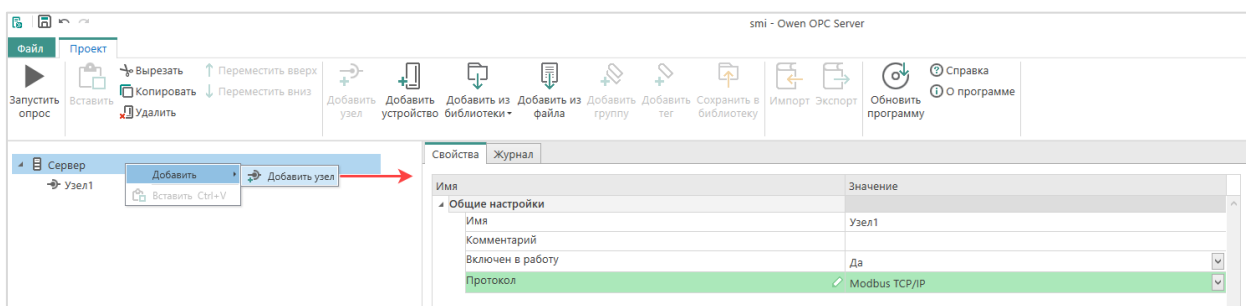 smi - Owen OPC Server
Файл Проект
Запустить опрос
Вставить
Вырезать
Копировать
Удалить
Переместить вверх
Переместить вниз
Добавить узел
Добавить устройство
Добавить из библиотеки
Добавить из файла
Добавить группу
Добавить тег
Сохранить в библиотеку
Импорт
Экспорт
Обновить программу
Справка
О программе
Сервер
Узел1
Добавить
Вставить Ctrl+V
Добавить узел
Свойства Журнал
Имя Значение
Общие настройки
Имя Узел1
Комментарий
Включен в работу Да
Протокол Modbus TCP/IP